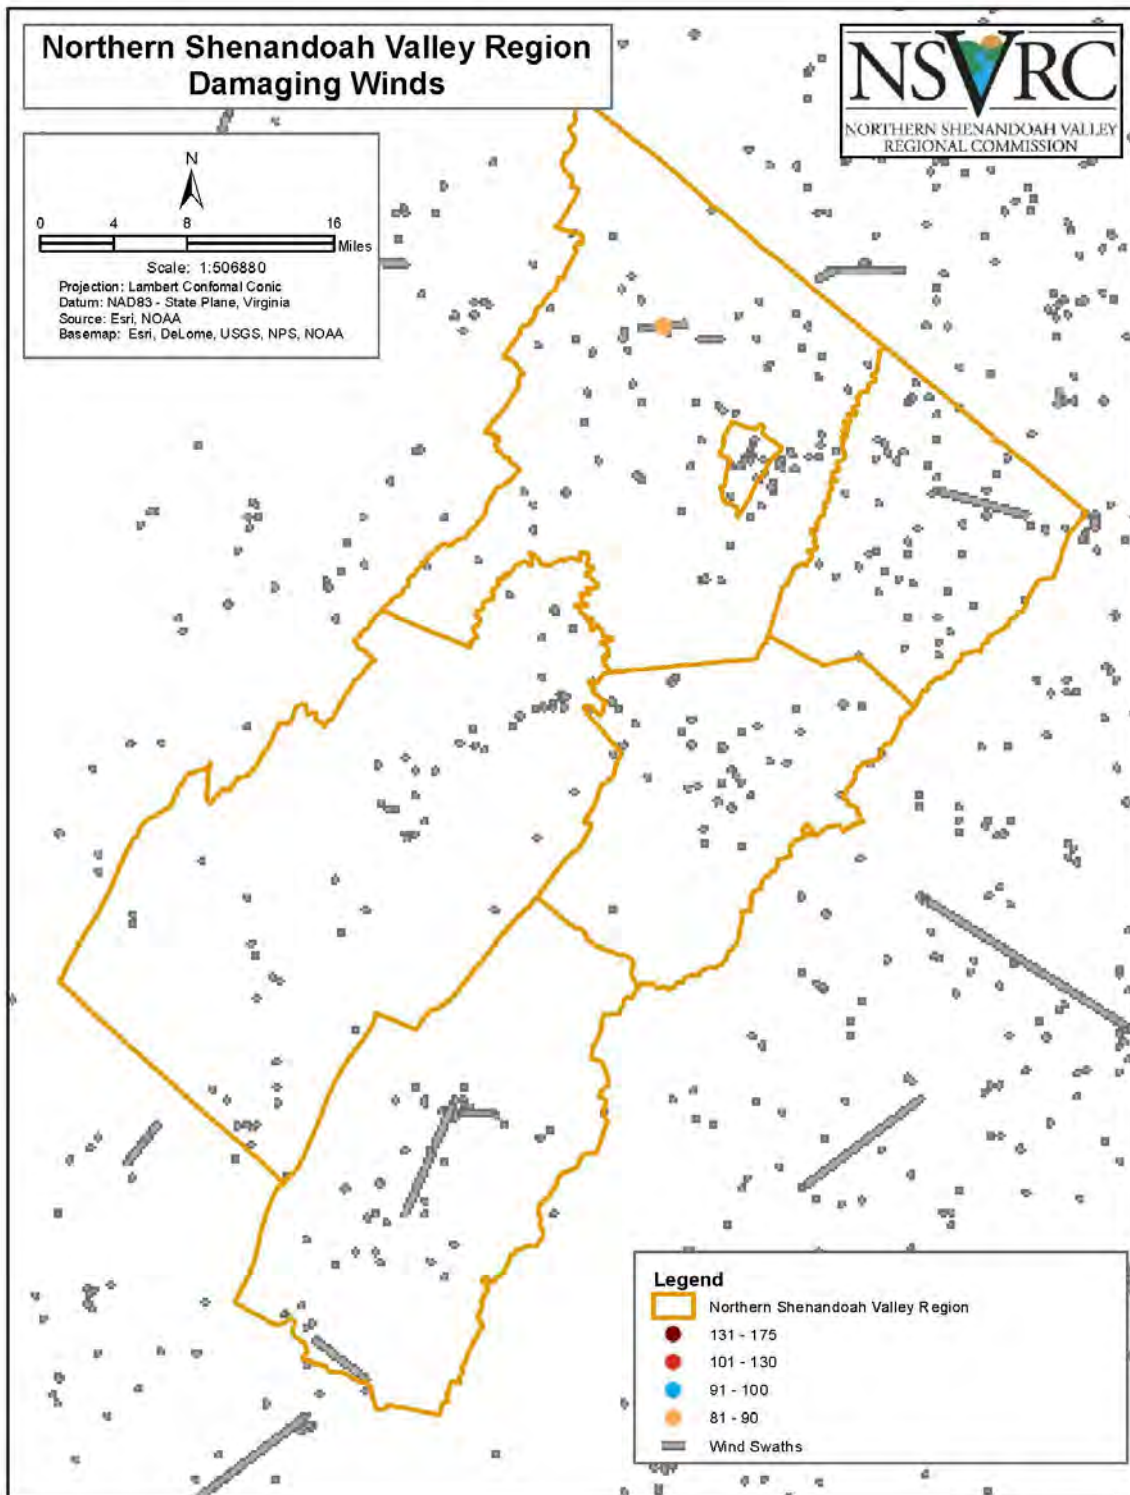 Northern Shenandoah Valley Region
Damaging Winds
NSVRC
NORTHERN SHENANDOAH VALLEY
REGIONAL COMMISSION
N
0 4 8 16
Miles
Scale: 1:506880
Projection: Lambert Confomal Conic
Datum: NAD83 - State Plane, Virginia
Source: Esri, NOAA
Basemap: Esri, DeLorne, USGS, NPS, NOAA
Legend
Northern Shenandoah Valley Region
131 - 175
101 - 130
91 - 100
81 - 90
Wind Swaths